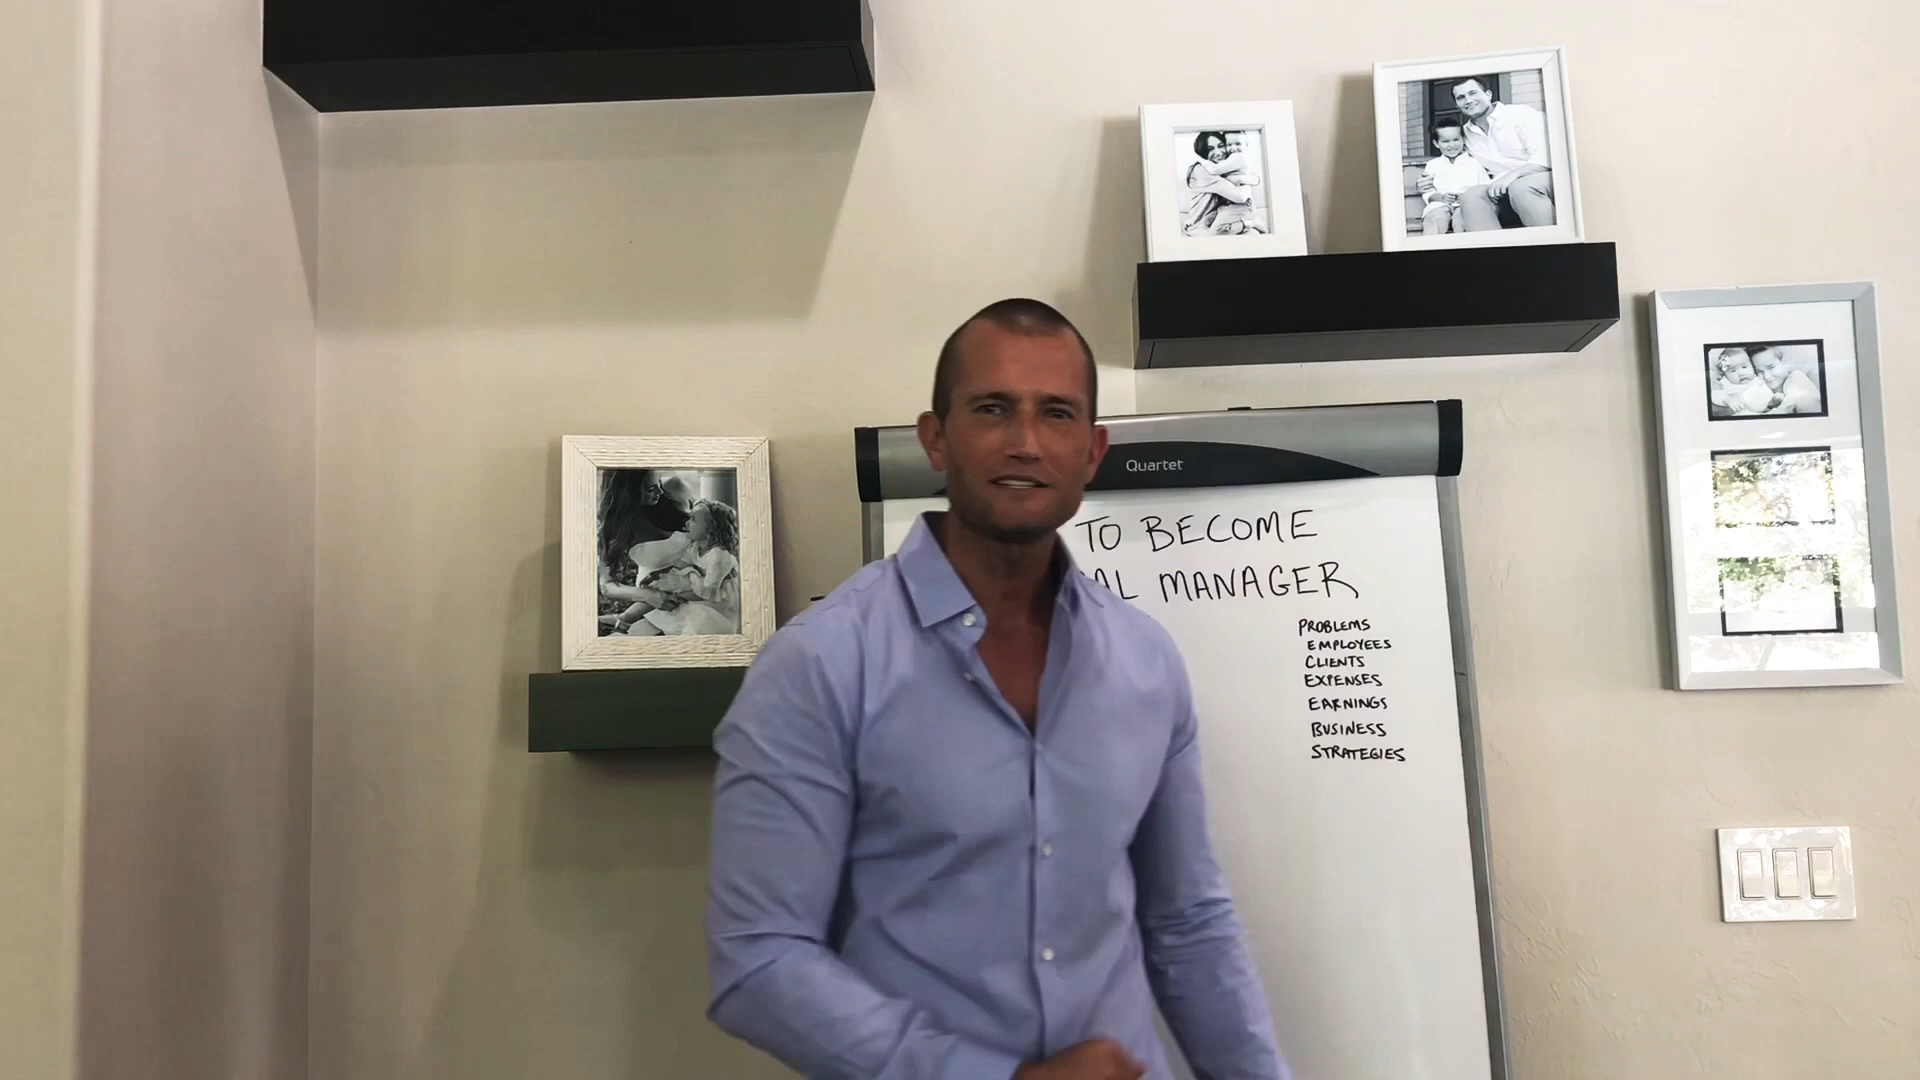 Quartet
TO BECOME
AL MANAGER
PROBLEMS
EMPLOYEES
CLIENTS
EXPENSES
EARNINGS
BUSINESS
STRATEGIES